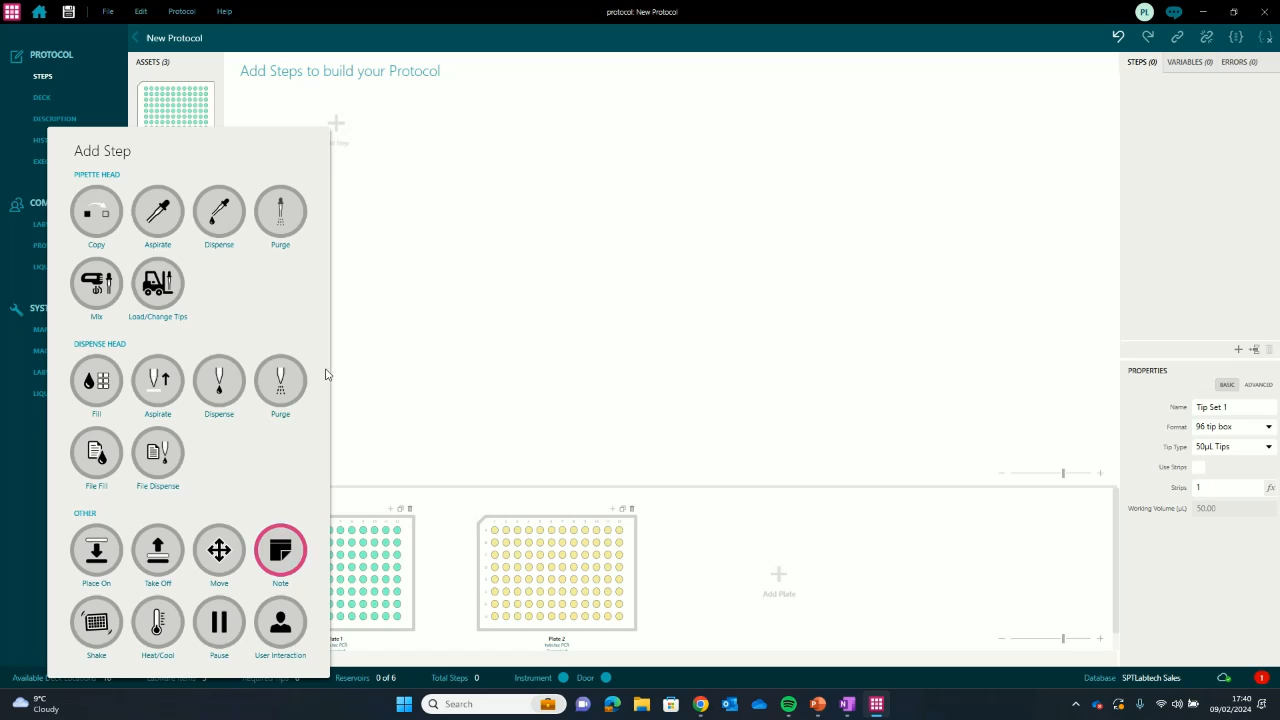 File Edit Protocol Help
protocol: New Protocol
PL
PROTOCOL
STEPS
DECK
DESCRIPTION
New Protocol
ASSETS (3)
Add Steps to build your Protocol
STEPS (0) VARIABLES (0) ERRORS (0)
Add Step
PIPETTE HEAD
Copy Aspirate Dispense Purge
Mix Load/Change Tips
DISPENSE HEAD
Fill Aspirate Dispense Purge
File Fill File Dispense
OTHER
Place On Take Off Move Note
Shake Heat/Cool Pause User Interaction
PROPERTIES
BASIC ADVANCED
Name Tip Set 1
Format 96 tip box
Tip Type 50µL Tips
Use Strips
Strips 1 fx
Working Volume (µL) 50.00
Plate 2
Add Plate
Reservoirs 0 of 6 Total Steps 0 Instrument Door Database SPTLabtech Sales 1
9°C
Cloudy
Search
17:40
09/02/2024